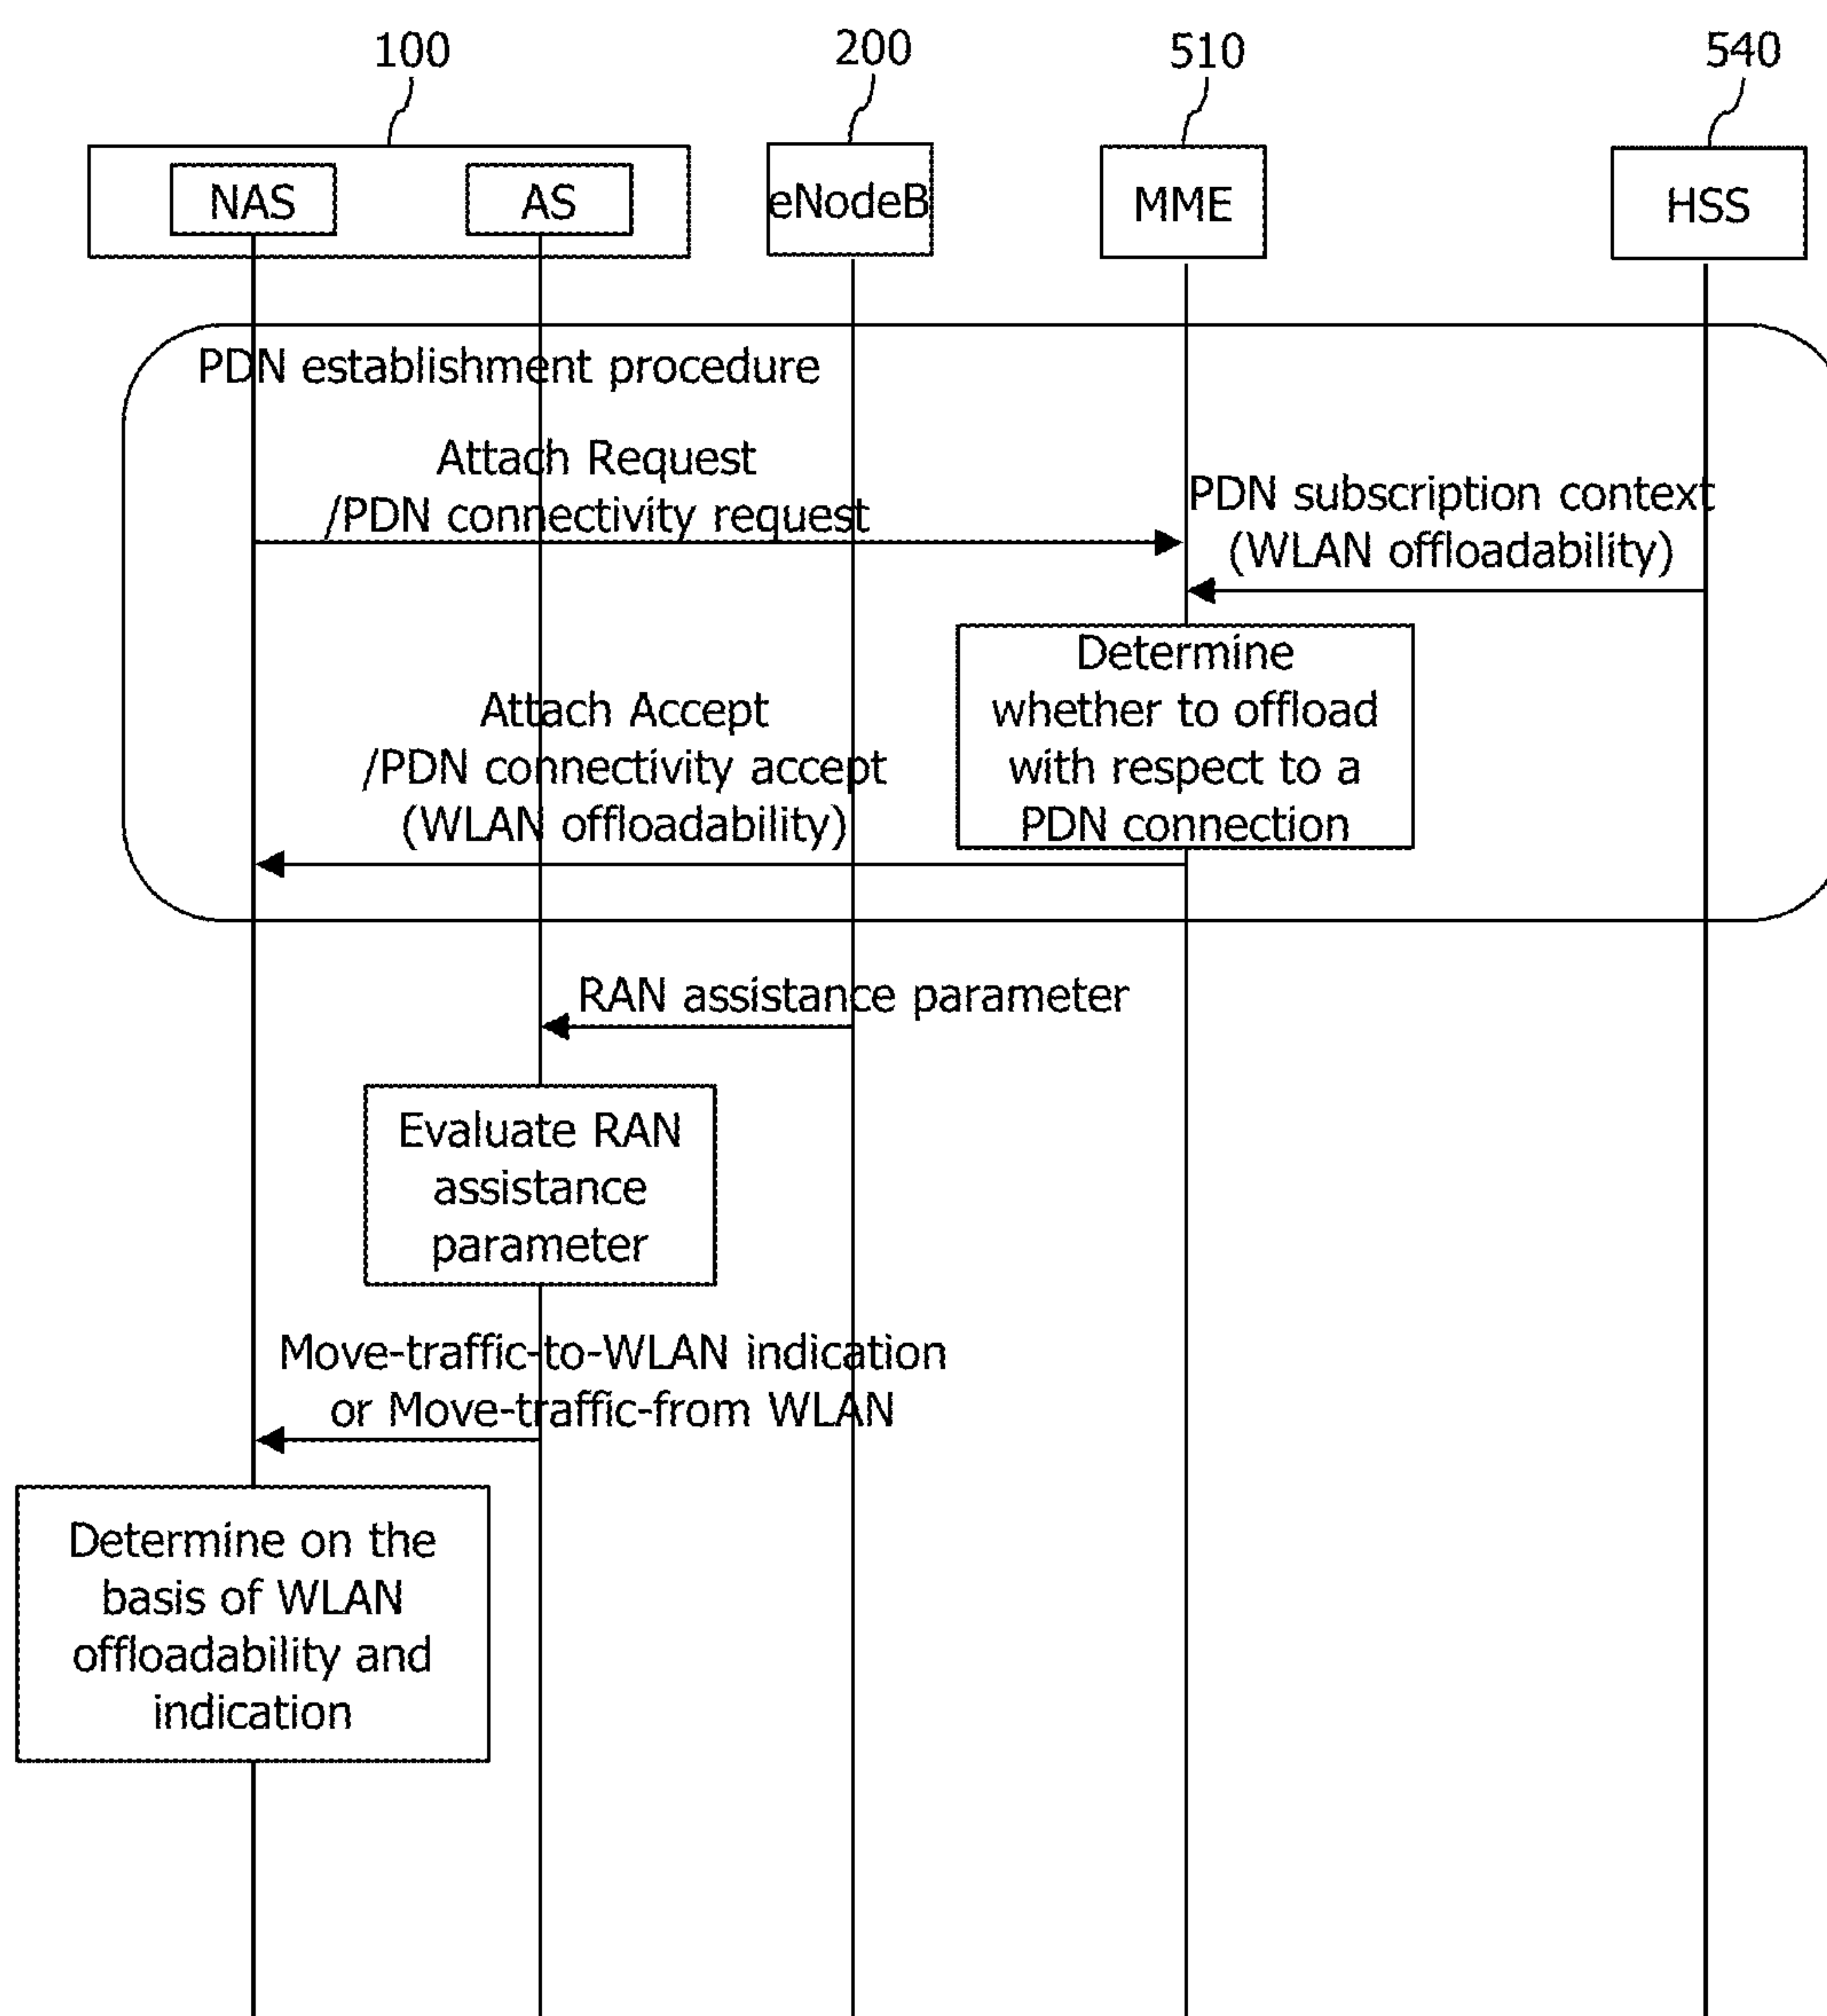 100
200
510
540
NAS
AS
eNodeB
MME
HSS
PDN establishment procedure
Attach Request
/PDN connectivity request
PDN subscription context
(WLAN offloadability)
Determine
whether to offload
with respect to a
PDN connection
Attach Accept
/PDN connectivity accept
(WLAN offloadability)
RAN assistance parameter
Evaluate RAN
assistance
parameter
Move-traffic-to-WLAN indication
or Move-traffic-from WLAN
Determine on the
basis of WLAN
offloadability and
indication